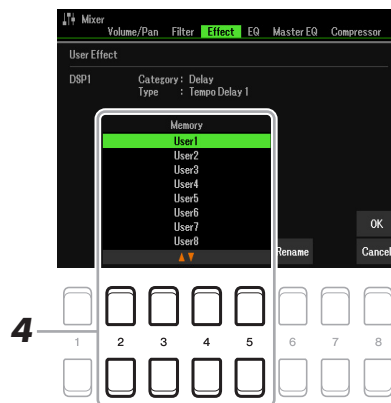 Mixer
Volume/Pan Filter Effect EQ Master EQ Compressor
User Effect
DSP1 Category : Delay
Type : Tempo Delay 1
Memory
User1
User2
User3
User4
User5
User6
User7
User8
OK
Rename Cancel
4
1 2 3 4 5 6 7 8